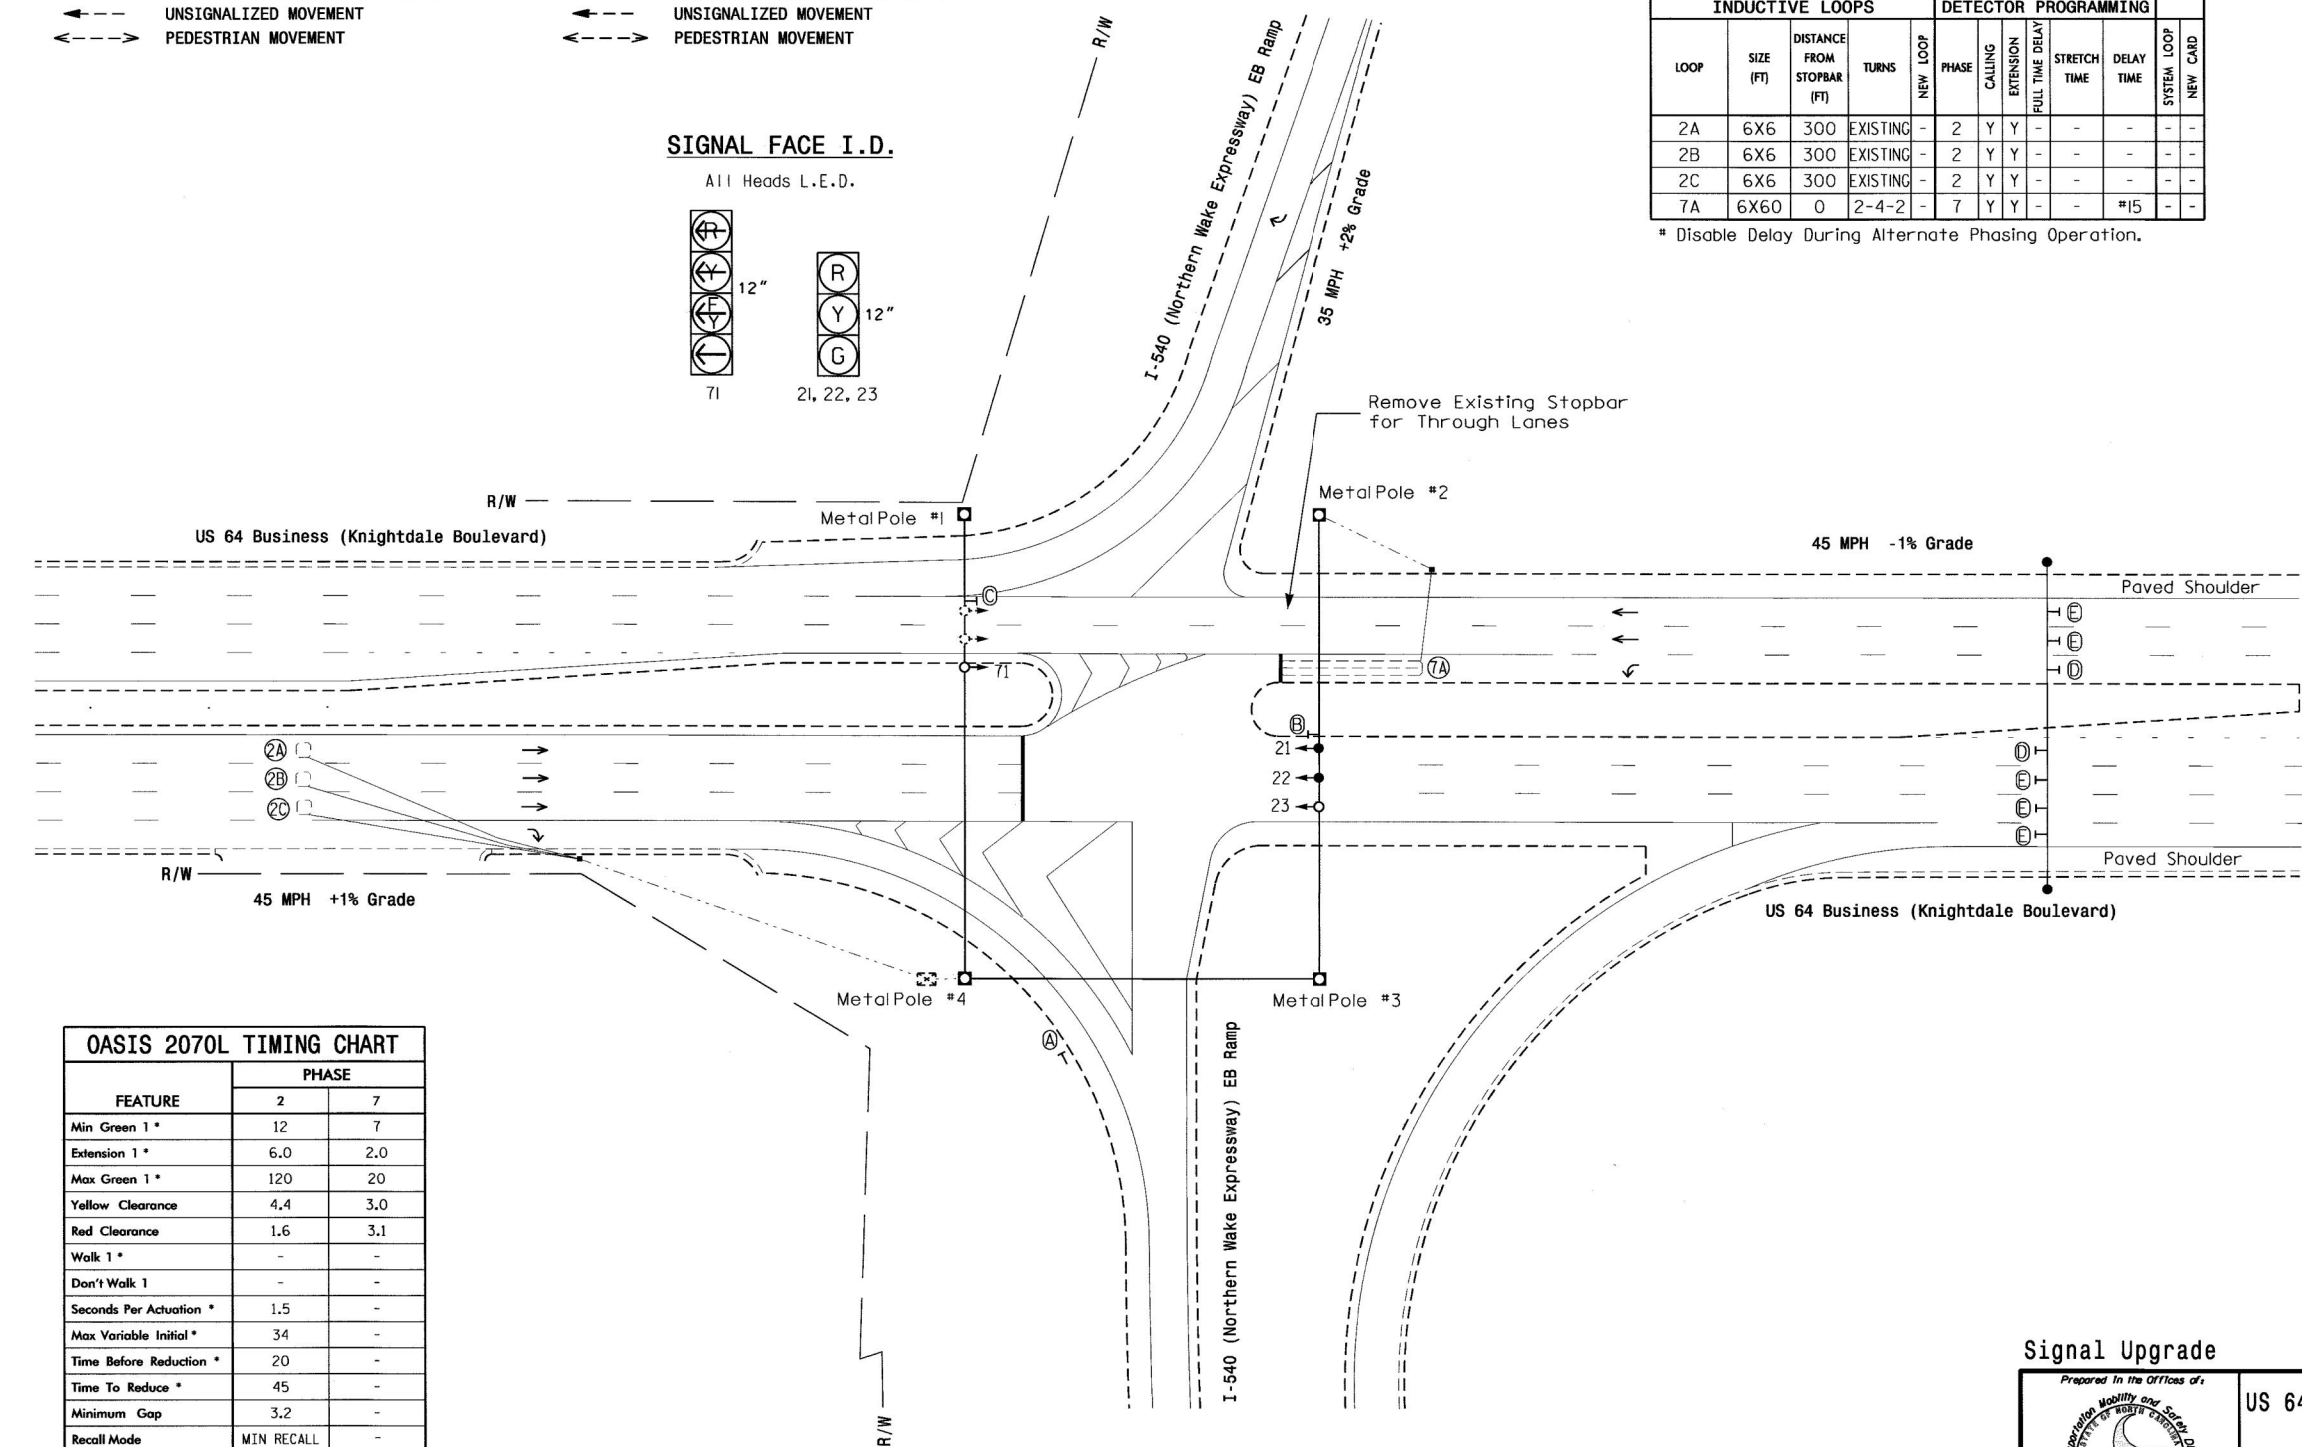 UNSIGNALIZED MOVEMENT
PEDESTRIAN MOVEMENT
UNSIGNALIZED MOVEMENT
PEDESTRIAN MOVEMENT
INDUCTIVE LOOPS DETECTOR PROGRAMMING
LOOP SIZE (FT) DISTANCE FROM STOPBAR (FT) TURNS NEW LOOP PHASE CALLING EXTENSION FULL TIME DELAY STRETCH TIME DELAY TIME SYSTEM LOOP NEW CARD
2A 6X6 300 EXISTING - 2 Y Y - - - - -
2B 6X6 300 EXISTING - 2 Y Y - - - - -
2C 6X6 300 EXISTING - 2 Y Y - - - - -
7A 6X60 0 2-4-2 - 7 Y Y - - #15 - -
# Disable Delay During Alternate Phasing Operation.
SIGNAL FACE I.D.
All Heads L.E.D.
R
Y
F
Y
12"
71
R
Y
G
12"
21, 22, 23
R/W
I-540 (Northern Wake Expressway) EB Ramp
35 MPH +2% Grade
Remove Existing Stopbar
for Through Lanes
R/W
Metal Pole #1
Metal Pole #2
US 64 Business (Knightdale Boulevard)
45 MPH -1% Grade
Paved Shoulder
C
E
E
D
71
7A
B
21
22
23
2A
2B
2C
D
E
E
E
R/W
45 MPH +1% Grade
Paved Shoulder
US 64 Business (Knightdale Boulevard)
Metal Pole #4
Metal Pole #3
A
I-540 (Northern Wake Expressway) EB Ramp
R/W
OASIS 2070L TIMING CHART
FEATURE PHASE
2 7
Min Green 1 * 12 7
Extension 1 * 6.0 2.0
Max Green 1 * 120 20
Yellow Clearance 4.4 3.0
Red Clearance 1.6 3.1
Walk 1 * - -
Don't Walk 1 - -
Seconds Per Actuation * 1.5 -
Max Variable Initial * 34 -
Time Before Reduction * 20 -
Time To Reduce * 45 -
Minimum Gap 3.2 -
Recall Mode MIN RECALL -
Signal Upgrade
Prepared In the Offices of:
US 64